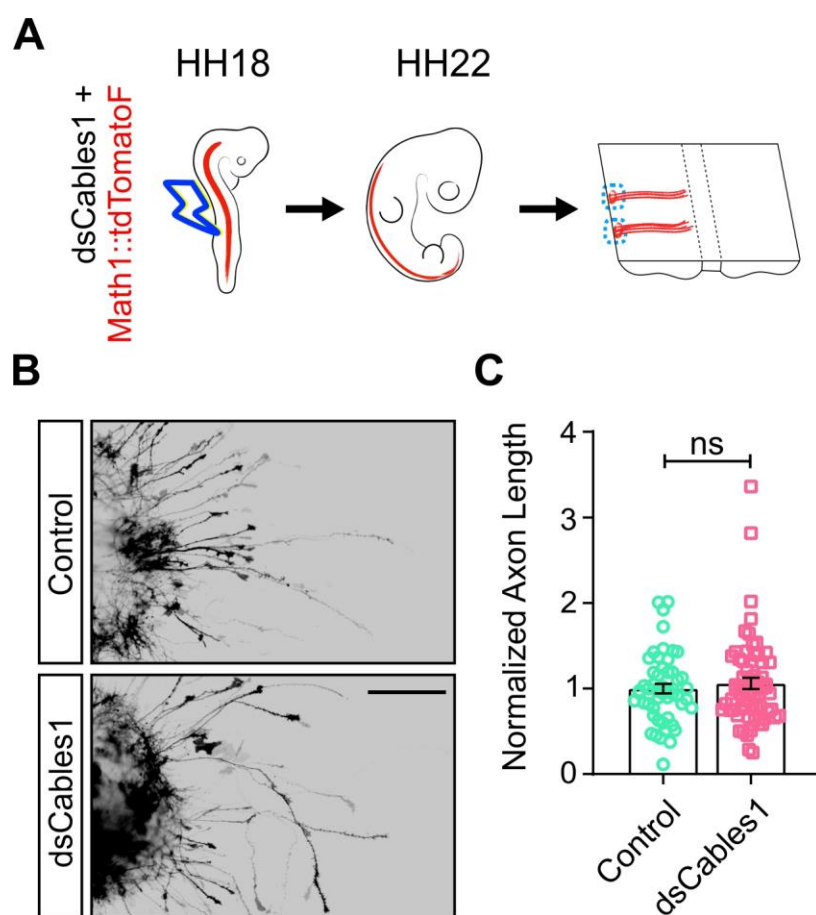 A
HH18
HH22
dsCables1 +
Math1::tdTomatoF
B
Control
dsCables1
C
Normalized Axon Length
4
3
2
1
0
ns
Control
dsCables1